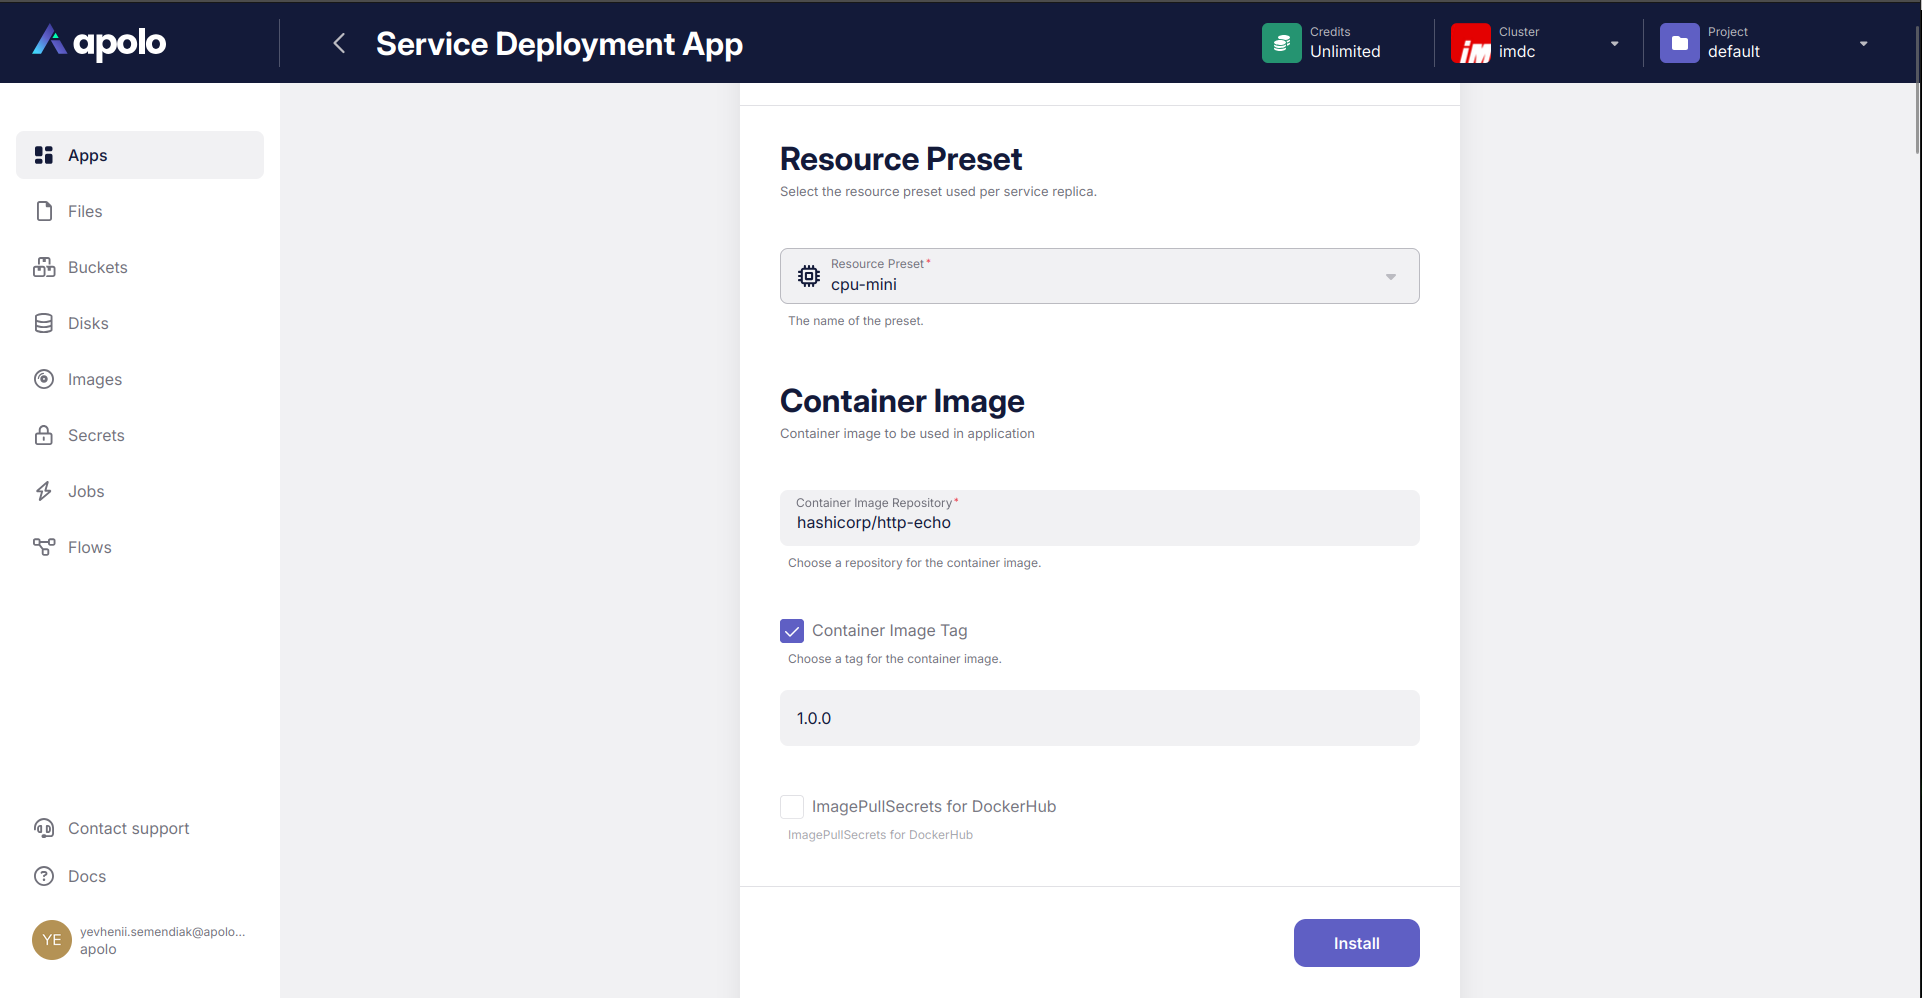 apolo
Service Deployment App
Credits
Unlimited
iM
Cluster
imdc
Project
default
Apps
Files
Buckets
Disks
Images
Secrets
Jobs
Flows
Contact support
Docs
YE
yevhenii.semendiak@apolo...
apolo
Resource Preset
Select the resource preset used per service replica.
Resource Preset*
cpu-mini
The name of the preset.
Container Image
Container image to be used in application
Container Image Repository*
hashicorp/http-echo
Choose a repository for the container image.
Container Image Tag
Choose a tag for the container image.
1.0.0
ImagePullSecrets for DockerHub
ImagePullSecrets for DockerHub
Install